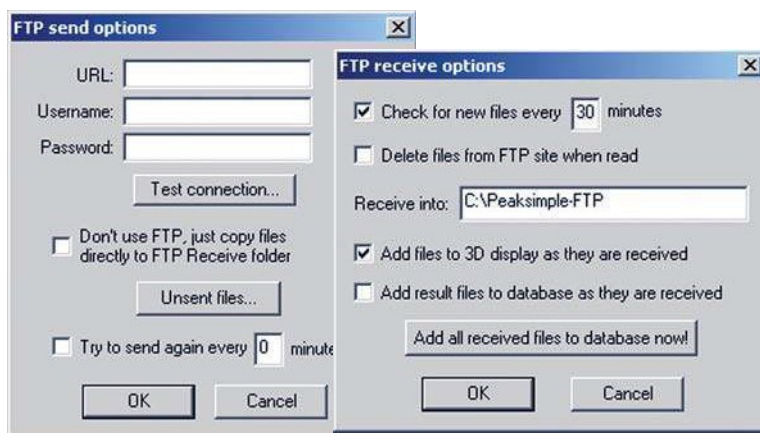 FTP send options
URL:
Username:
Password:
Test connection...
Don't use FTP, just copy files
directly to FTP Receive folder
Unsent files...
Try to send again every 0 minute
OK Cancel
FTP receive options
Check for new files every 30 minutes
Delete files from FTP site when read
Receive into: C:\Peaksimple-FTP
Add files to 3D display as they are received
Add result files to database as they are received
Add all received files to database now!
OK Cancel